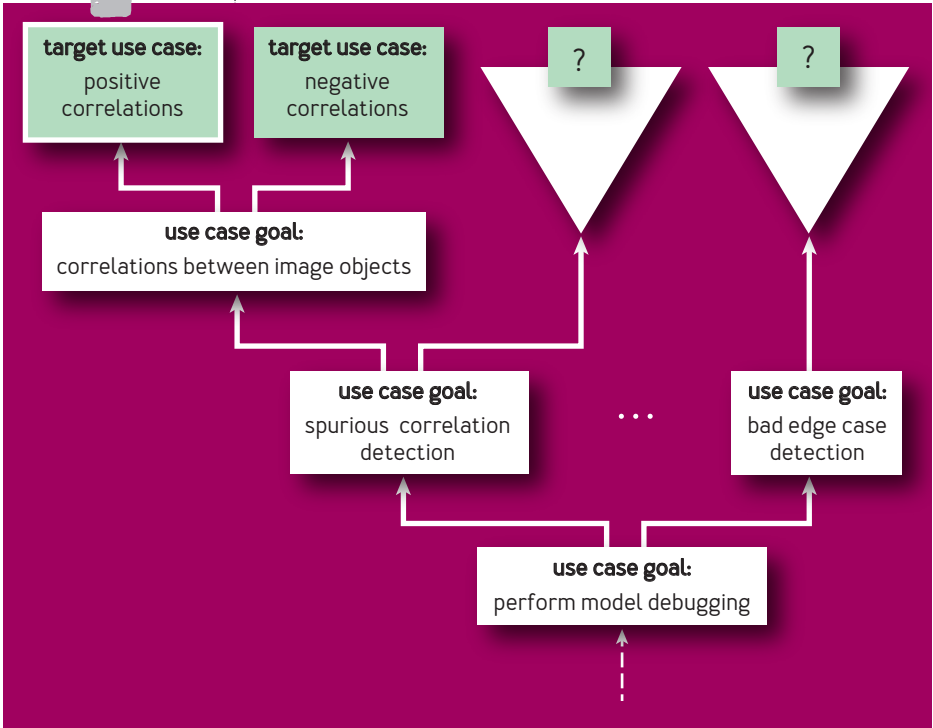 target use case:
positive
correlations
target use case:
negative
correlations
?
?
use case goal:
correlations between image objects
use case goal:
spurious correlation
detection
...
use case goal:
bad edge case
detection
use case goal:
perform model debugging